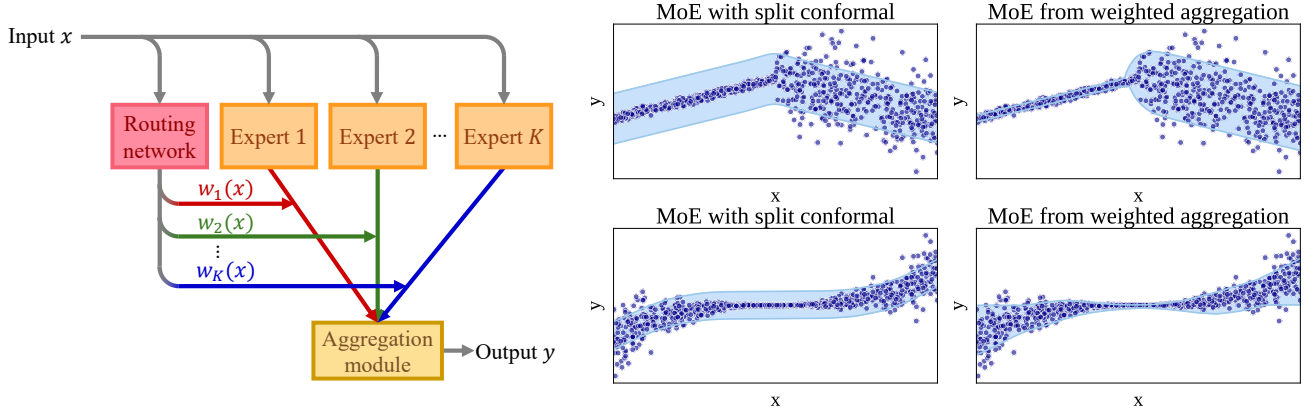 Input x
Routing
network
Expert 1
Expert 2
...
Expert K
w₁(x)
w₂(x)
⋮
w_K(x)
Aggregation
module
Output y
MoE with split conformal
y
x
MoE from weighted aggregation
y
x
MoE with split conformal
y
x
MoE from weighted aggregation
y
x